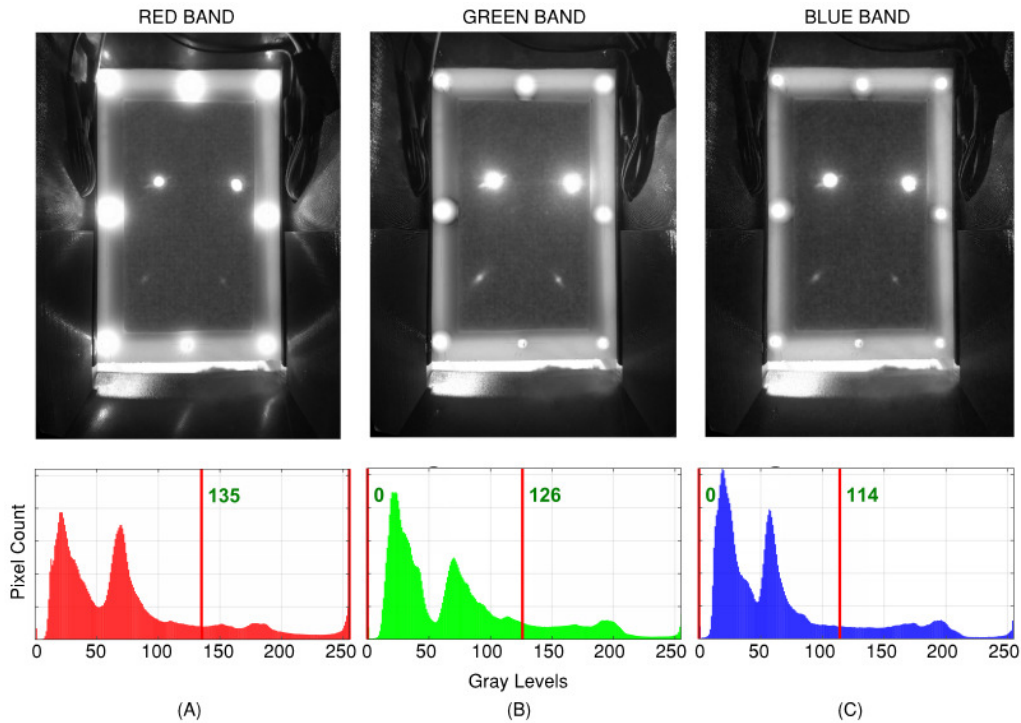 RED BAND
GREEN BAND
BLUE BAND
135
0
126
0
114
Pixel Count
0 50 100 150 200 250
0 50 100 150 200 250
0 50 100 150 200 250
Gray Levels
(A)
(B)
(C)